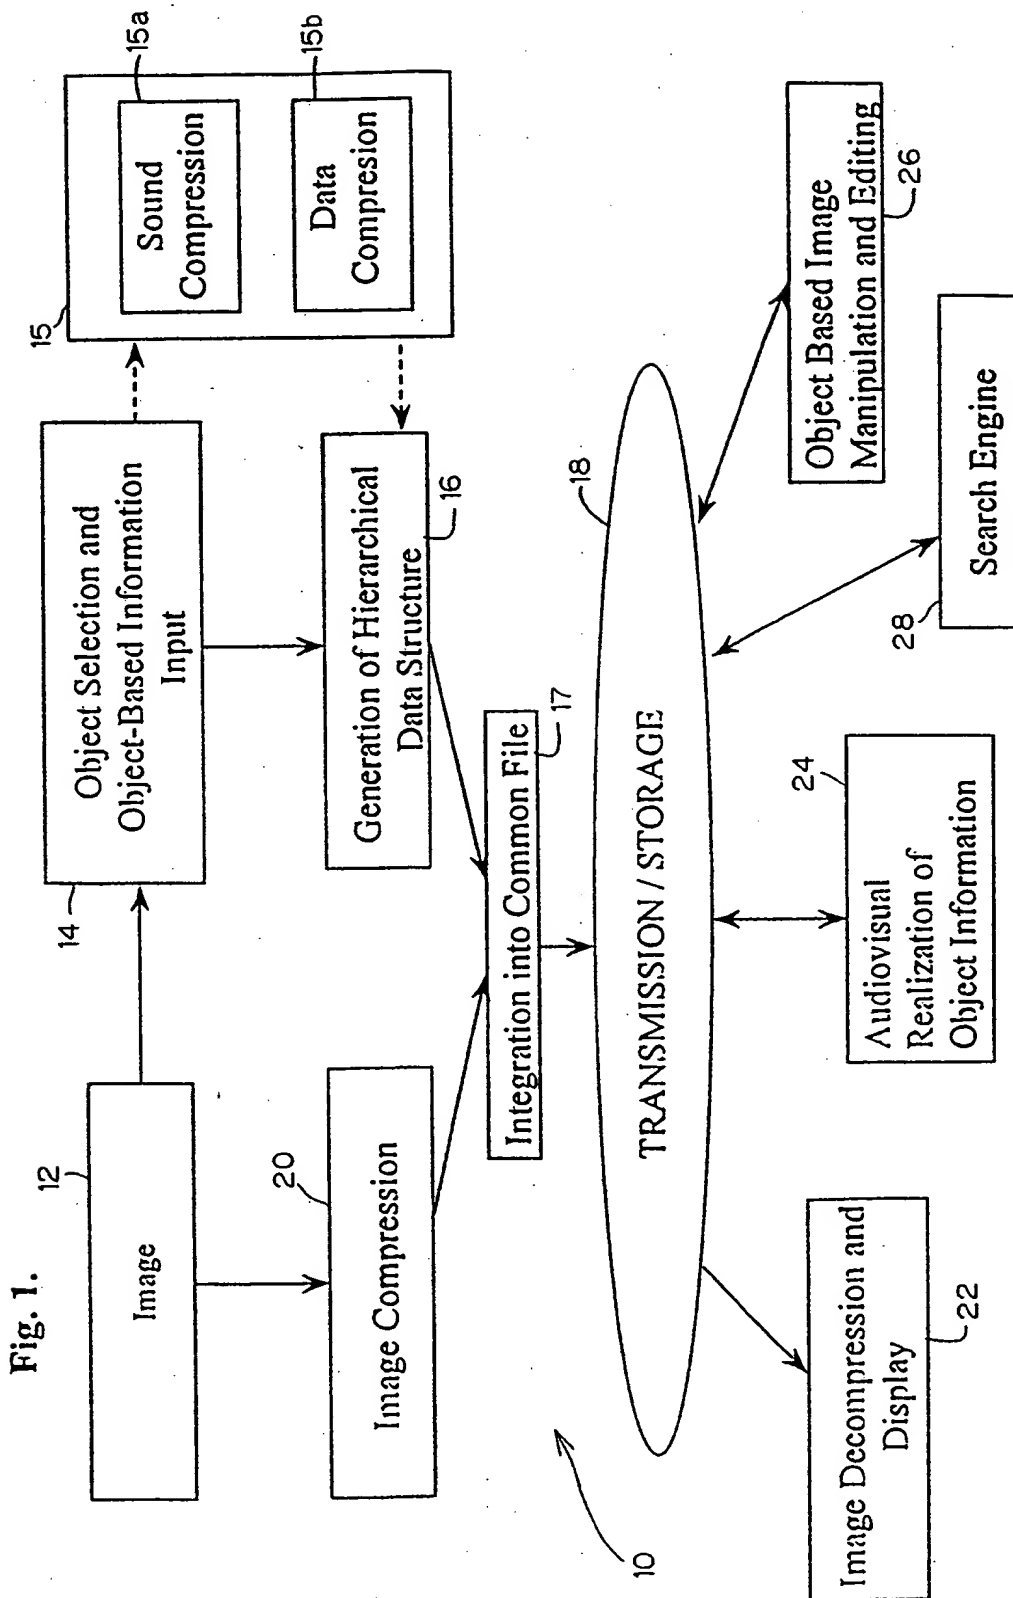 Fig. 1.
12
Image
14
Object Selection and
Object-Based Information
Input
15
15a
Sound
Compression
15b
Data
Compresion
20
Image Compression
Generation of Hierarchical
Data Structure
16
Integration into Common File
17
18
TRANSMISSION / STORAGE
10
Image Decompression and
Display
22
24
Audiovisual
Realization of
Object Information
28
Search Engine
Object Based Image
Manipulation and Editing
26